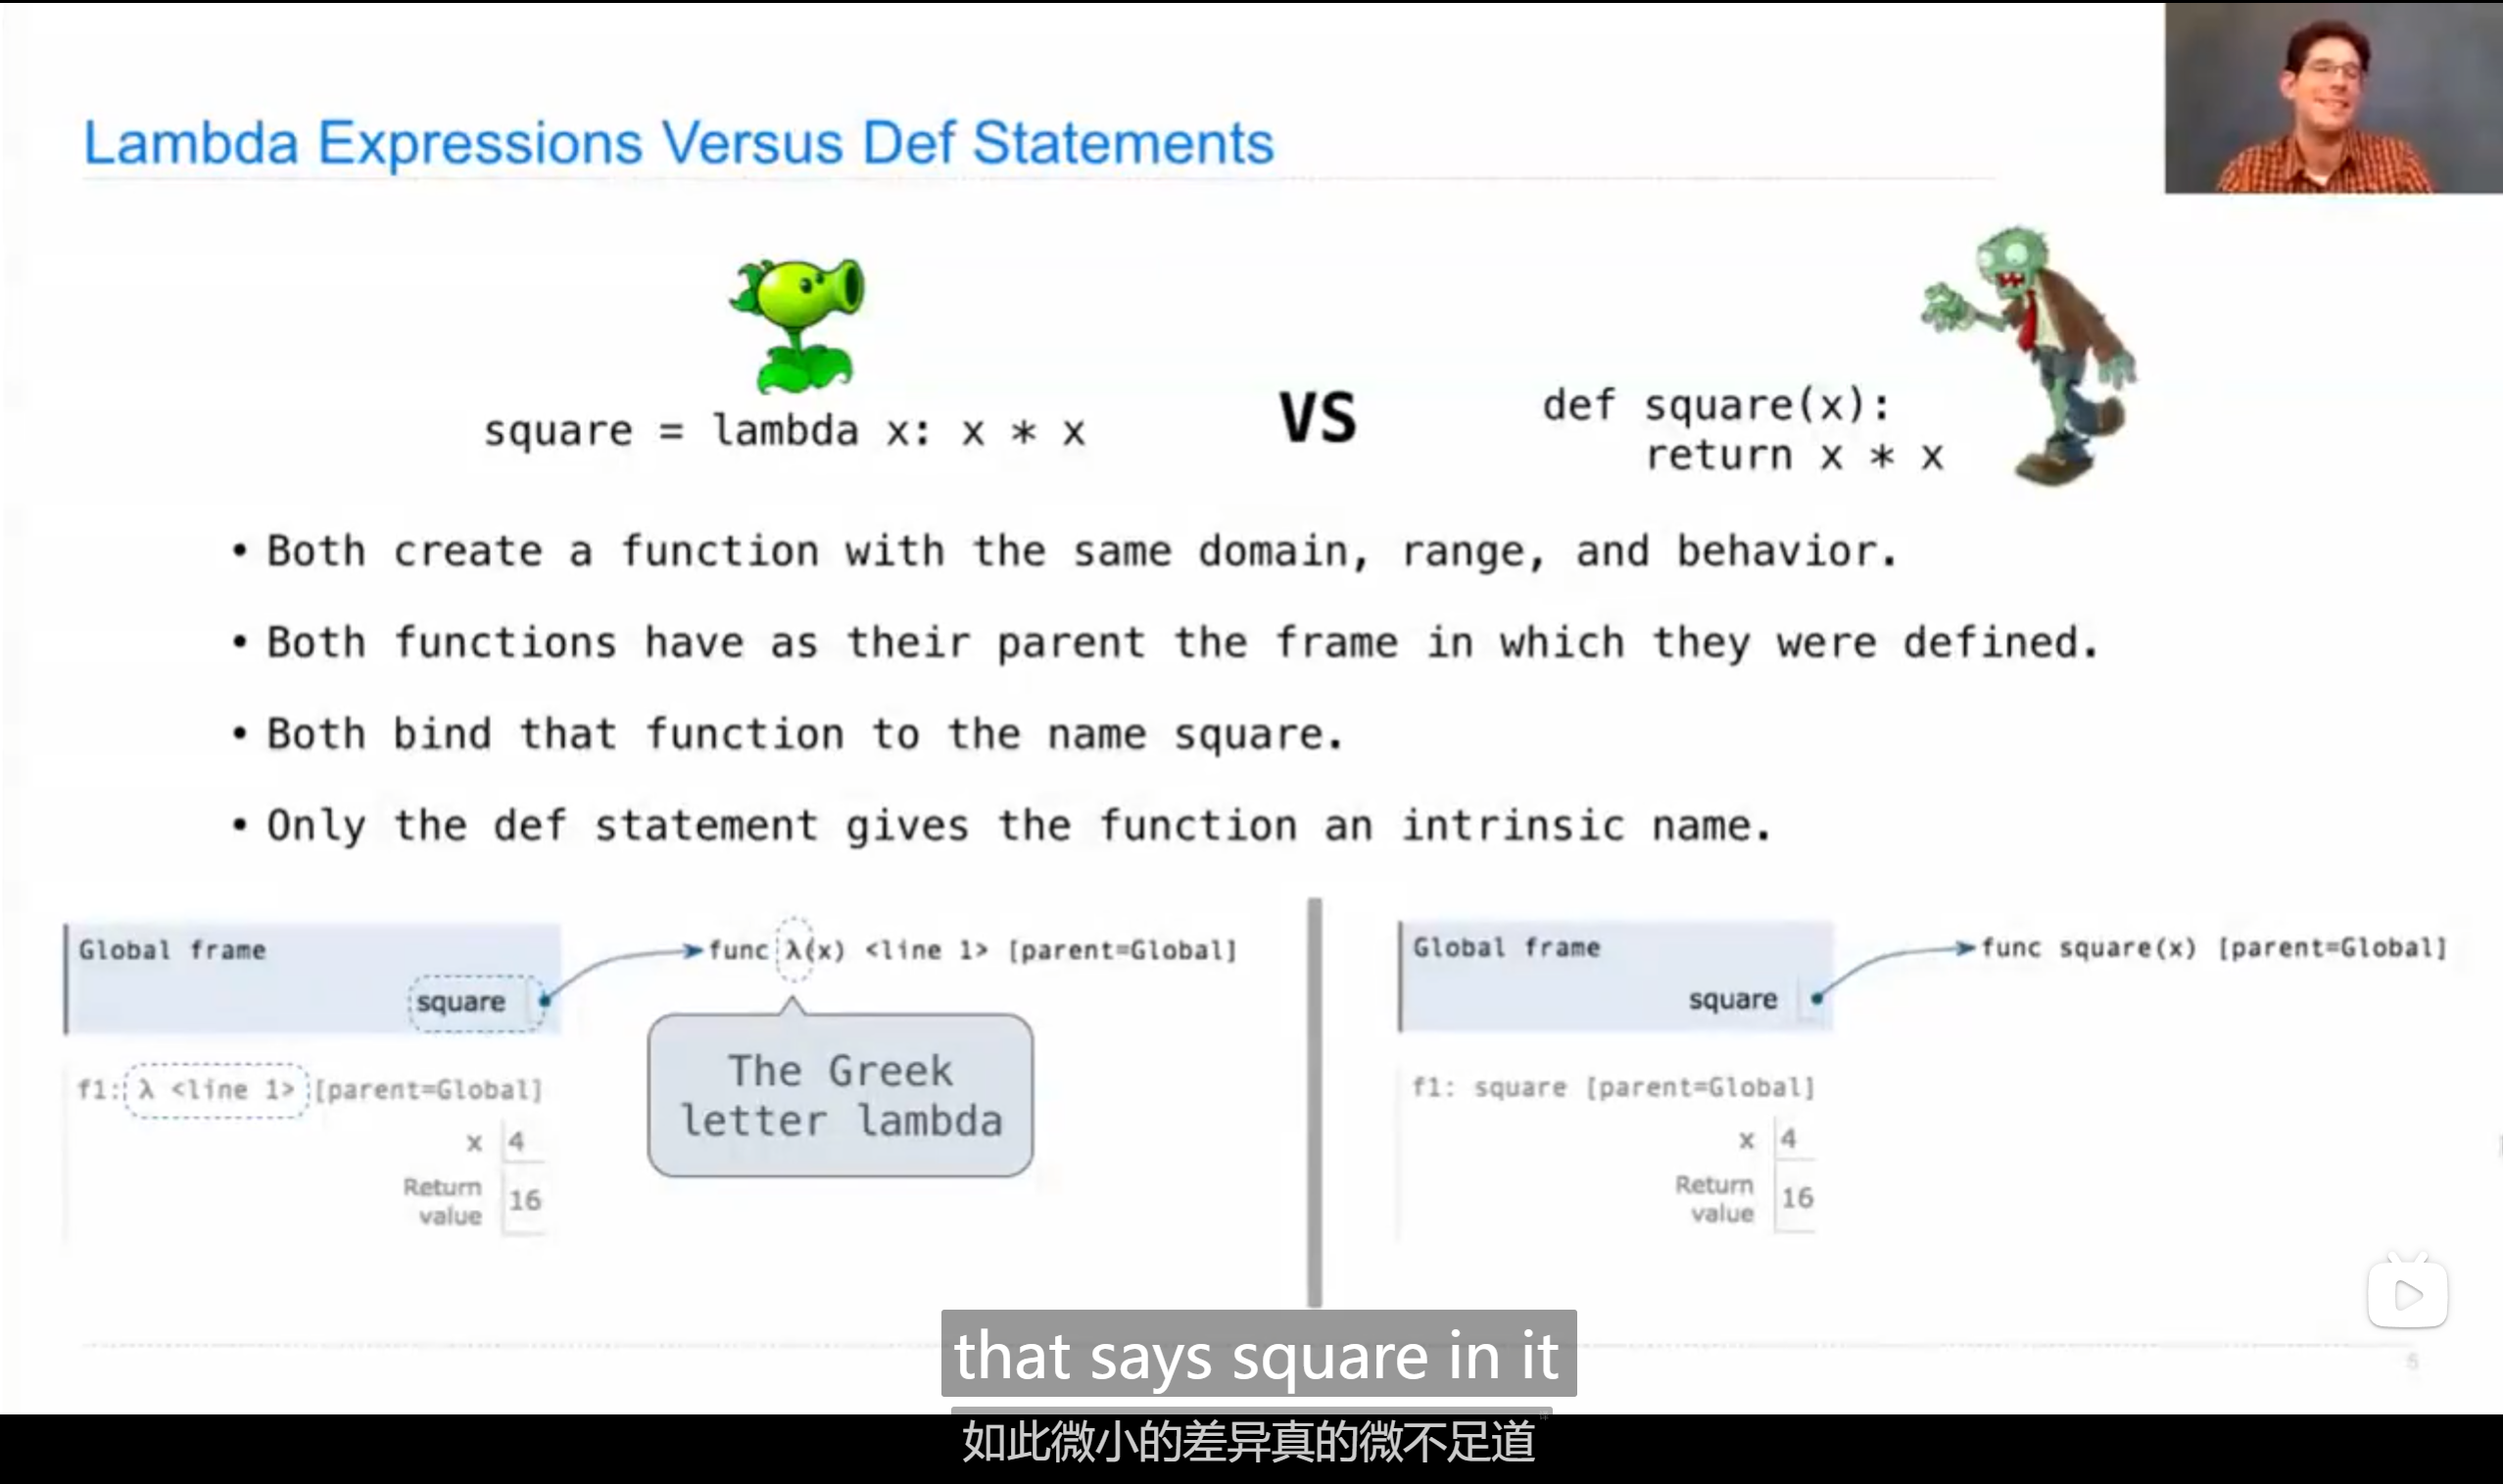 Lambda Expressions Versus Def Statements
square = lambda x: x * x
VS
def square(x):
return x * x
• Both create a function with the same domain, range, and behavior.
• Both functions have as their parent the frame in which they were defined.
• Both bind that function to the name square.
• Only the def statement gives the function an intrinsic name.
Global frame
square
func λ(x) <line 1> [parent=Global]
f1: λ <line 1> [parent=Global]
x 4
Return
value 16
The Greek
letter lambda
Global frame
square
func square(x) [parent=Global]
f1: square [parent=Global]
x 4
Return
value 16
that says square in it
如此微小的差异真的微不足道